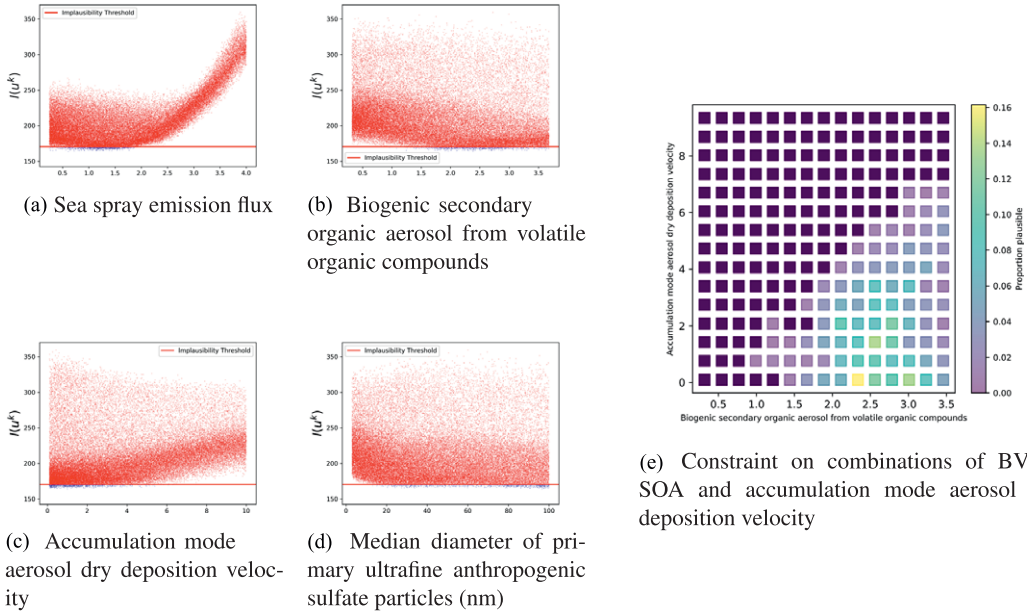 350
300
250
200
150
I(u^k)
Implausibility Threshold
0.5 1.0 1.5 2.0 2.5 3.0 3.5 4.0
(a) Sea spray emission flux
350
300
250
200
150
I(u^k)
Implausibility Threshold
0.5 1.0 1.5 2.0 2.5 3.0 3.5
(b) Biogenic secondary
organic aerosol from volatile
organic compounds
350
300
250
200
150
I(u^k)
Implausibility Threshold
0 2 4 6 8 10
(c) Accumulation mode
aerosol dry deposition veloc-
ity
350
300
250
200
150
I(u^k)
Implausibility Threshold
0 20 40 60 80 100
(d) Median diameter of pri-
mary ultrafine anthropogenic
sulfate particles (nm)
Accumulation mode aerosol dry deposition velocity
8
6
4
2
0
0.5 1.0 1.5 2.0 2.5 3.0 3.5
Biogenic secondary organic aerosol from volatile organic compounds
0.16
0.14
0.12
0.10
0.08
0.06
0.04
0.02
0.00
Proportion plausible
(e) Constraint on combinations of BV
SOA and accumulation mode aerosol
deposition velocity